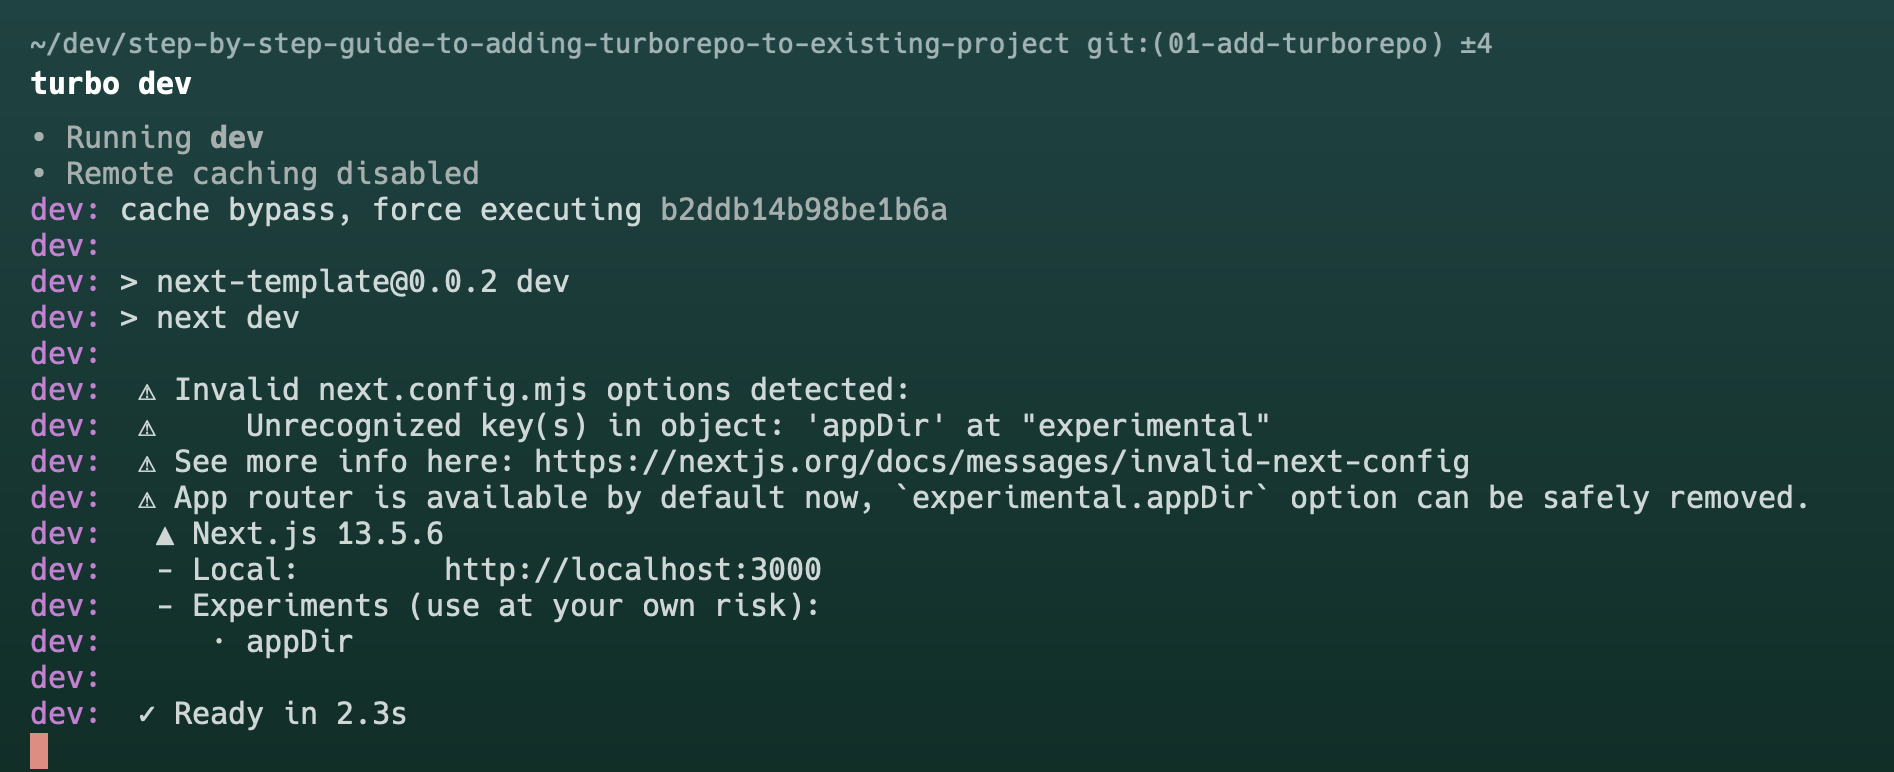 ~/dev/step-by-step-guide-to-adding-turborepo-to-existing-project git:(01-add-turborepo) ±4
turbo dev
• Running dev
• Remote caching disabled
dev: cache bypass, force executing b2ddb14b98be1b6a
dev:
dev: > next-template@0.0.2 dev
dev: > next dev
dev:
dev:  ⚠ Invalid next.config.mjs options detected:
dev:  ⚠     Unrecognized key(s) in object: 'appDir' at "experimental"
dev:  ⚠ See more info here: https://nextjs.org/docs/messages/invalid-next-config
dev:  ⚠ App router is available by default now, `experimental.appDir` option can be safely removed.
dev:   ▲ Next.js 13.5.6
dev:   - Local:        http://localhost:3000
dev:   - Experiments (use at your own risk):
dev:      · appDir
dev:
dev:  ✓ Ready in 2.3s